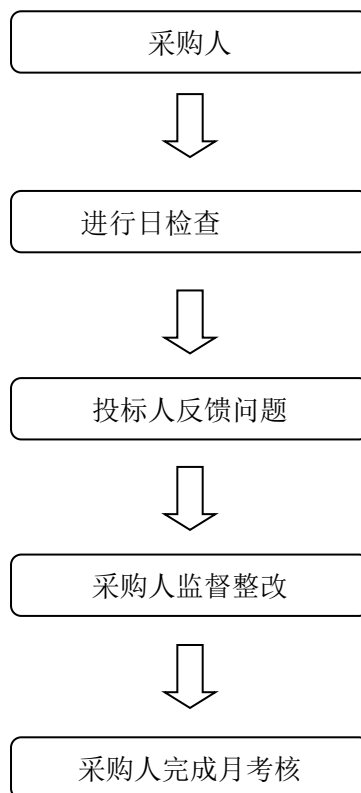 采购人
进行日检查
投标人反馈问题
采购人监督整改
采购人完成月考核